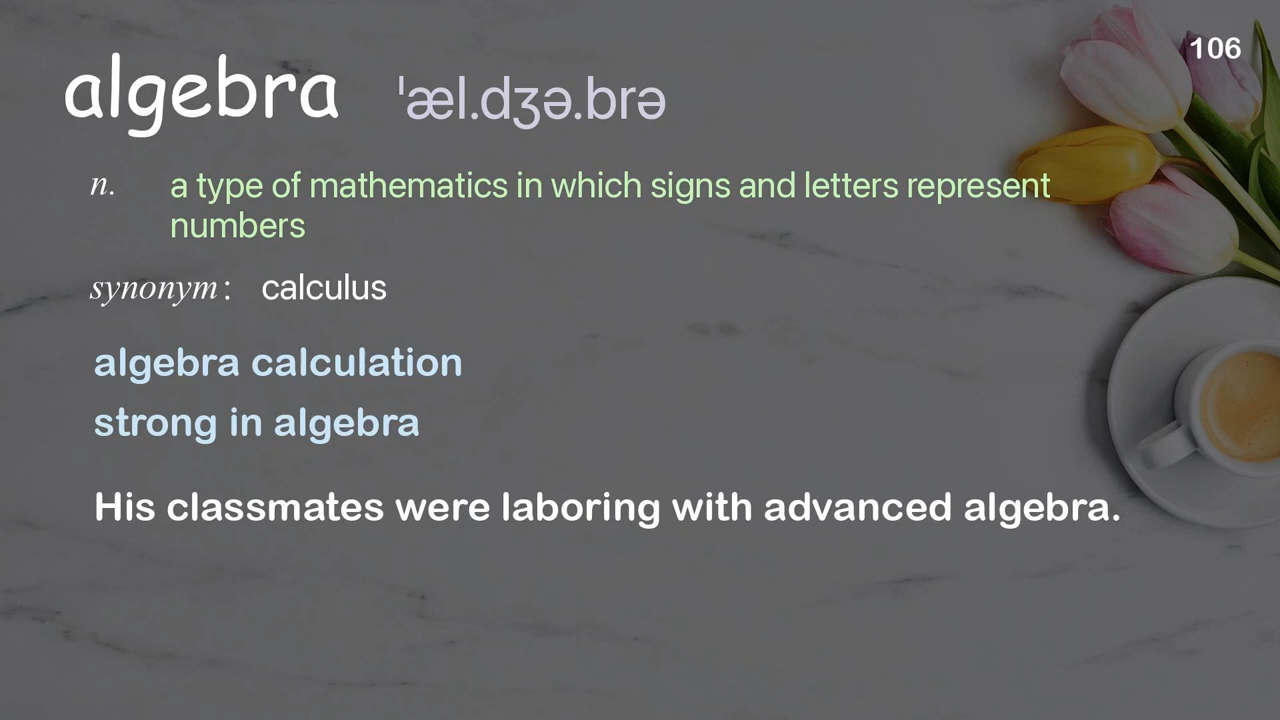 106
algebra ˈæl.dʒə.brə
n. a type of mathematics in which signs and letters represent
numbers
synonym: calculus
algebra calculation
strong in algebra
His classmates were laboring with advanced algebra.